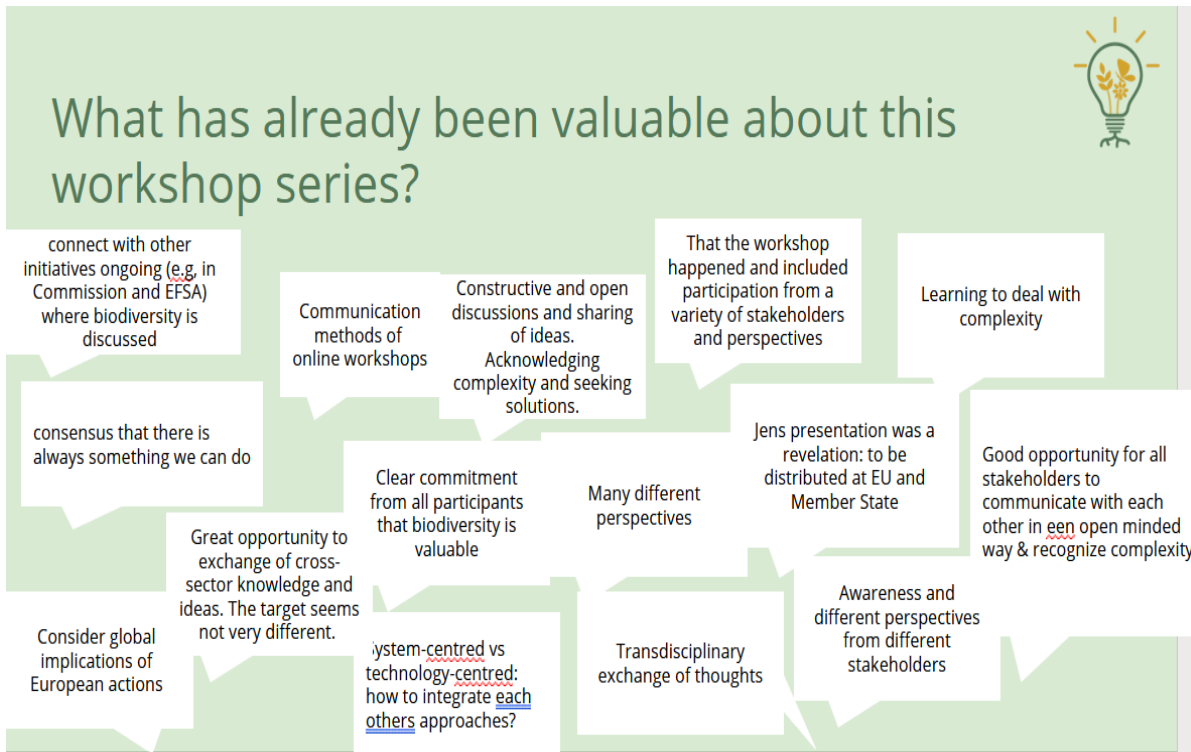 What has already been valuable about this
workshop series?
connect with other
initiatives ongoing (e.g, in
Commission and EFSA)
where biodiversity is
discussed
Communication
methods of
online workshops
Constructive and open
discussions and sharing
of ideas.
Acknowledging
complexity and seeking
solutions.
That the workshop
happened and included
participation from a
variety of stakeholders
and perspectives
Learning to deal with
complexity
consensus that there is
always something we can do
Clear commitment
from all participants
that biodiversity is
valuable
Many different
perspectives
Jens presentation was a
revelation: to be
distributed at EU and
Member State
Good opportunity for all
stakeholders to
communicate with each
other in een open minded
way & recognize complexity
Great opportunity to
exchange of cross-
sector knowledge and
ideas. The target seems
not very different.
Consider global
implications of
European actions
System-centred vs
technology-centred:
how to integrate each
others approaches?
Transdisciplinary
exchange of thoughts
Awareness and
different perspectives
from different
stakeholders